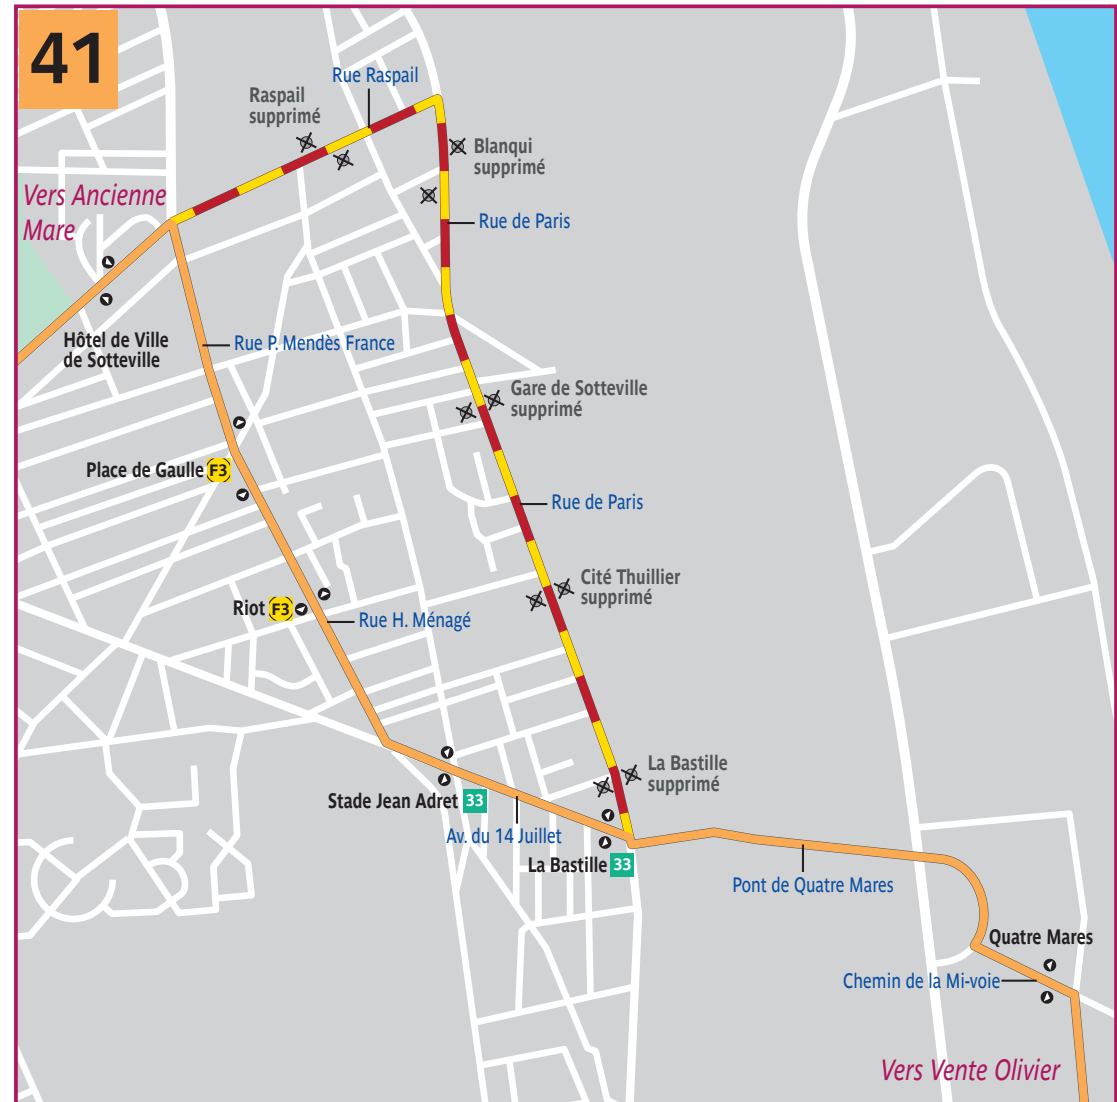 41
Rue Raspail
Raspail
supprimé
Blanqui
supprimé
Vers Ancienne
Mare
Rue de Paris
Hôtel de Ville
de Sotteville
Rue P. Mendès France
Gare de Sotteville
supprimé
Place de Gaulle F3
Rue de Paris
Cité Thuillier
supprimé
Riot F3
Rue H. Ménagé
La Bastille
supprimé
Stade Jean Adret 33
Av. du 14 Juillet
La Bastille 33
Pont de Quatre Mares
Quatre Mares
Chemin de la Mi-voie
Vers Vente Olivier